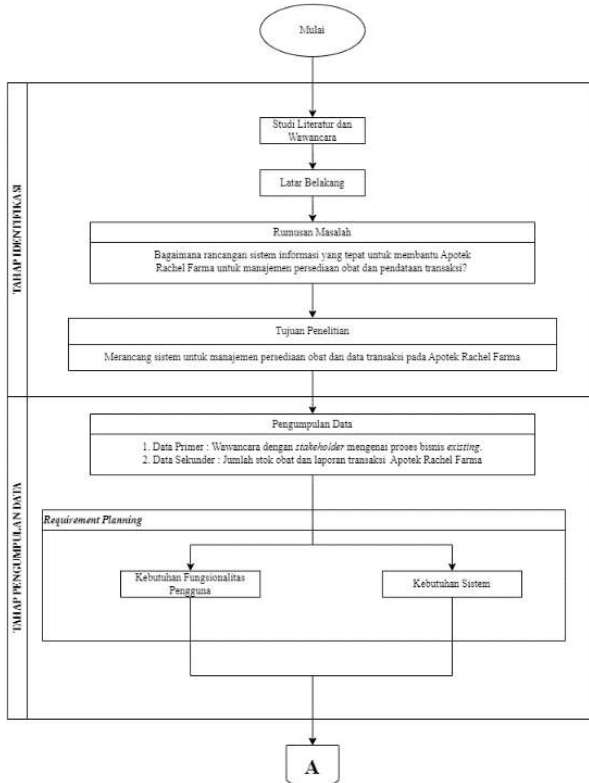 Mulai
TAHAP IDENTIFIKASI
Studi Literatur dan
Wawancara
Latar Belakang
Rumusan Masalah
Bagaimana rancangan sistem informasi yang tepat untuk membantu Apotek
Rachel Farma untuk manajemen persediaan obat dan pendataan transaksi?
Tujuan Penelitian
Merancang sistem untuk manajemen persediaan obat dan data transaksi pada Apotek Rachel Farma
TAHAP PENGUMPULAN DATA
Pengumpulan Data
1. Data Primer : Wawancara dengan stakeholder mengenai proses bisnis existing.
2. Data Sekunder : Jumlah stok obat dan laporan transaksi Apotek Rachel Farma
Requirement Planning
Kebutuhan Fungsionalitas
Pengguna
Kebutuhan Sistem
A